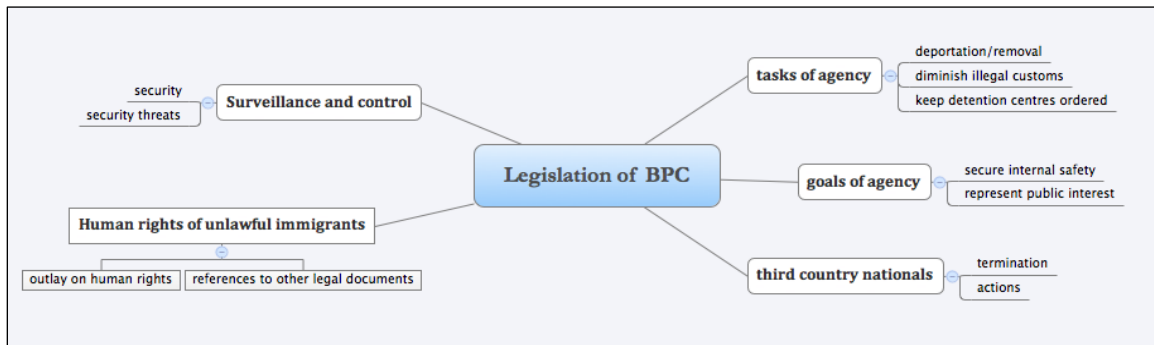 Legislation of BPC
Surveillance and control
security
security threats
Human rights of unlawful immigrants
outlay on human rights
references to other legal documents
tasks of agency
deportation/removal
diminish illegal customs
keep detention centres ordered
goals of agency
secure internal safety
represent public interest
third country nationals
termination
actions